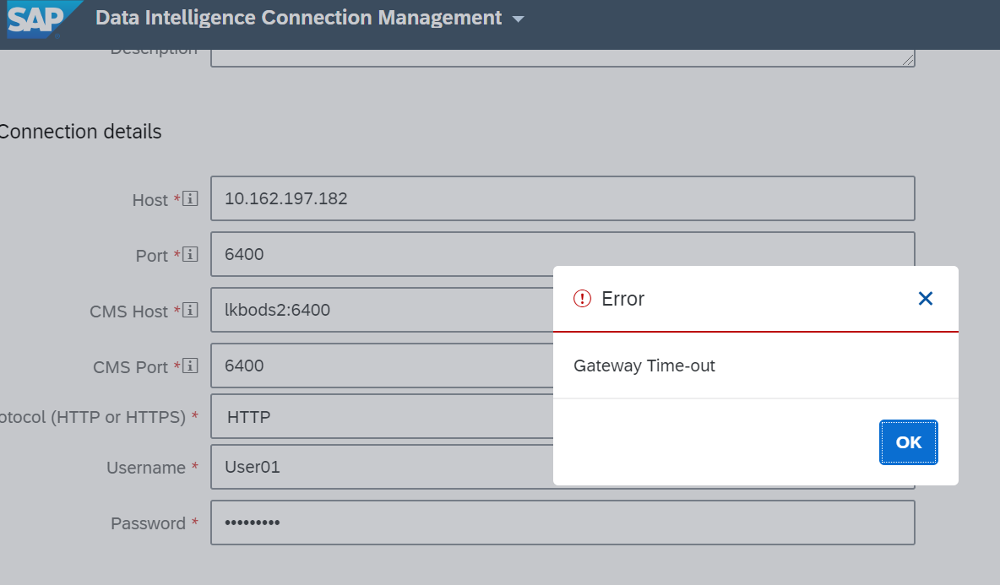 SAP
Data Intelligence Connection Management
Description
Connection details
Host *
10.162.197.182
Port *
6400
CMS Host *
lkbods2:6400
CMS Port *
6400
otocol (HTTP or HTTPS) *
HTTP
Username *
User01
Password *
•••••••••
Error
Gateway Time-out
OK